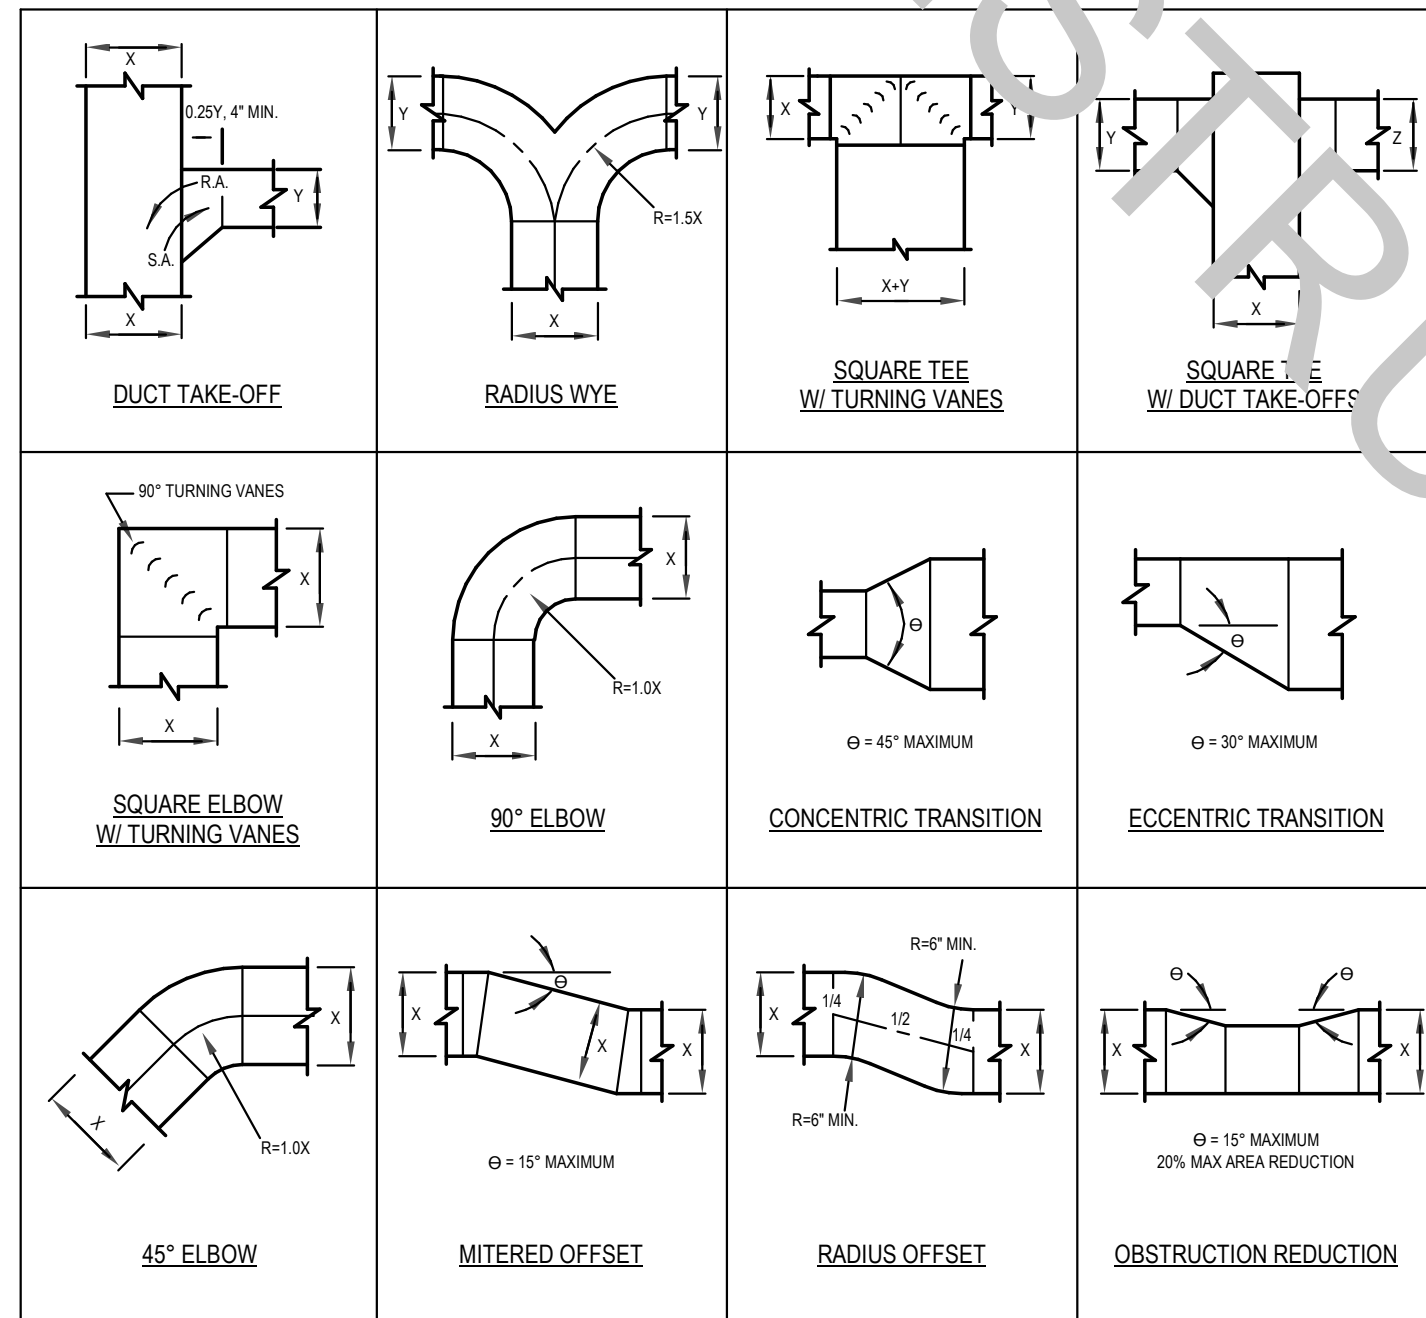 X
0.25Y, 4" MIN.
R.A.
Y
S.A.
X
DUCT TAKE-OFF
Y
Y
R=1.5X
X
RADIUS WYE
X
Y
X+Y
SQUARE TEE
W/ TURNING VANES
Y
Z
X
SQUARE
W/ DUCT TAKE-OFFS
90° TURNING VANES
X
X
SQUARE ELBOW
W/ TURNING VANES
X
R=1.0X
X
90° ELBOW
Θ
Θ = 45° MAXIMUM
CONCENTRIC TRANSITION
Θ
Θ = 30° MAXIMUM
ECCENTRIC TRANSITION
X
X
R=1.0X
45° ELBOW
Θ
X
X
X
Θ = 15° MAXIMUM
MITERED OFFSET
R=6" MIN.
X
1/4
1/2
1/4
X
R=6" MIN.
RADIUS OFFSET
Θ
Θ
X
X
Θ = 15° MAXIMUM
20% MAX AREA REDUCTION
OBSTRUCTION REDUCTION
STRU